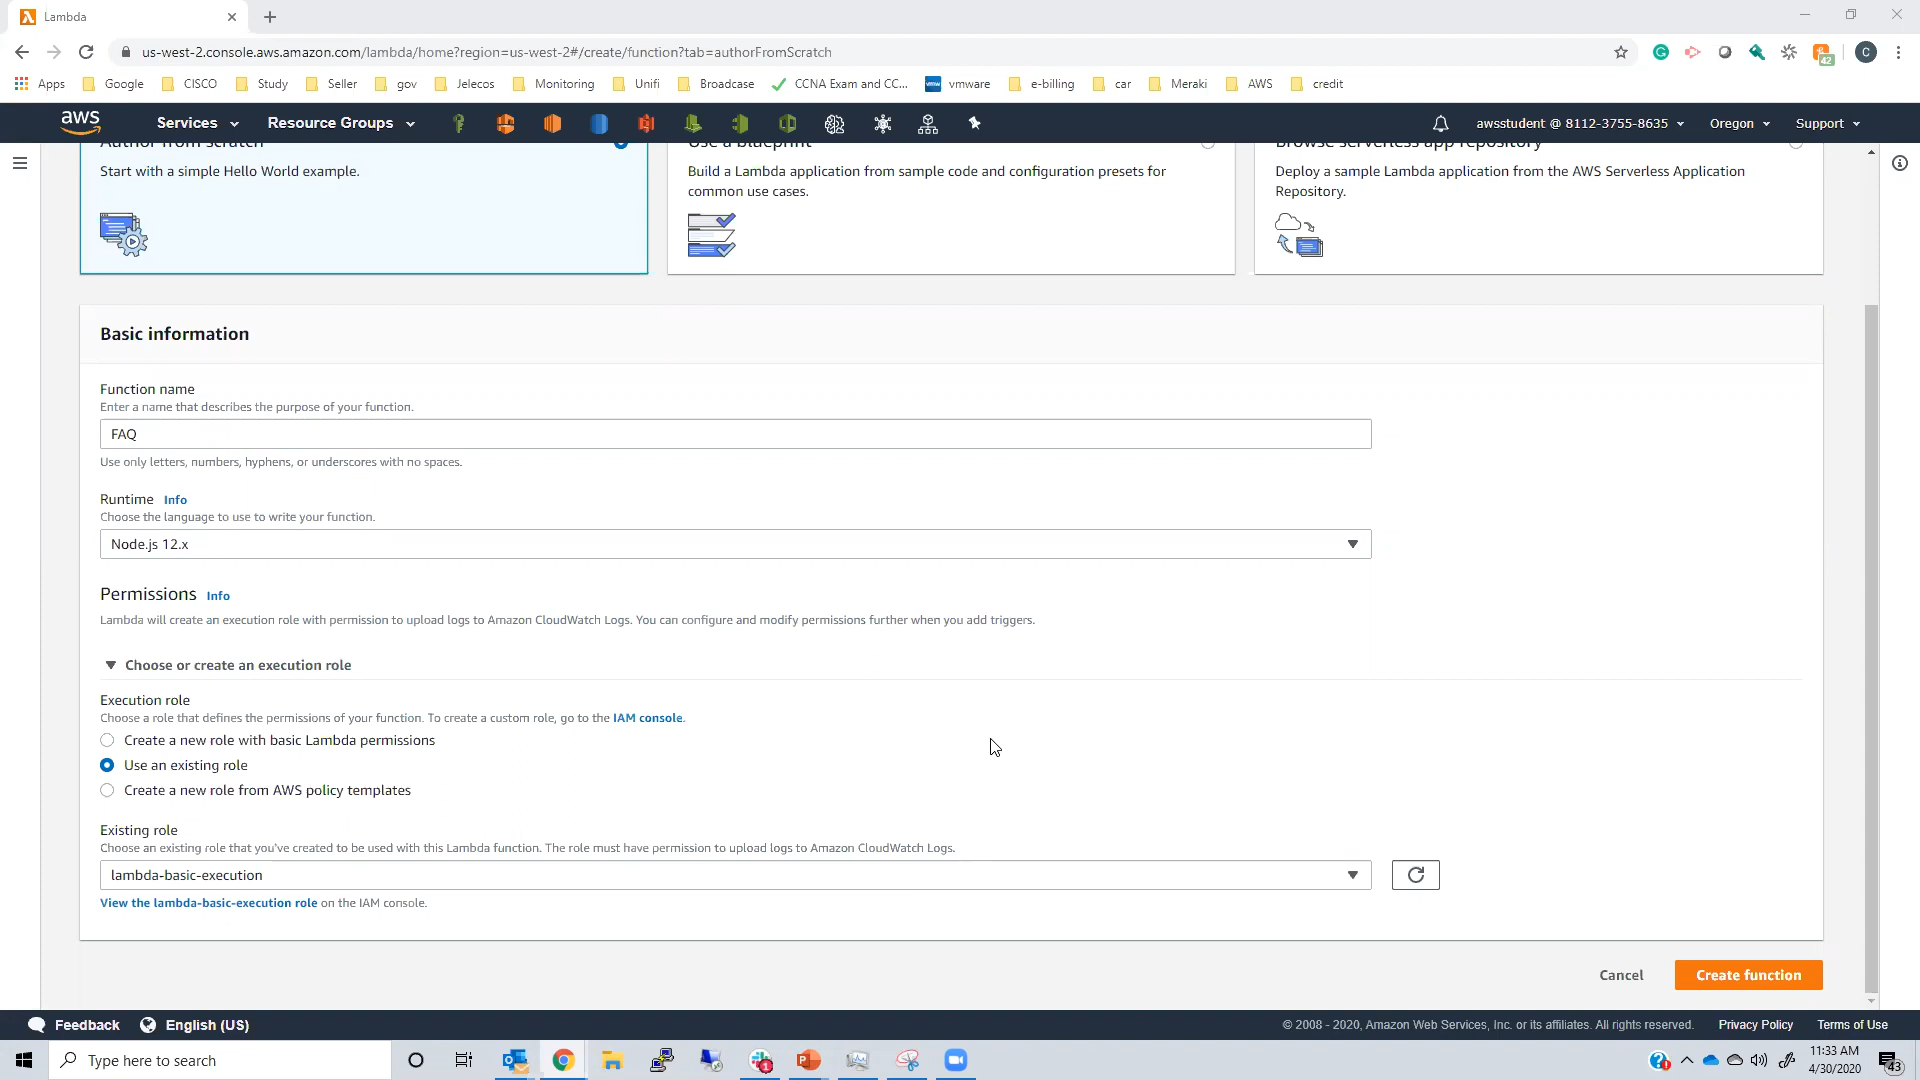 Lambda
us-west-2.console.aws.amazon.com/lambda/home?region=us-west-2#/create/function?tab=authorFromScratch
42
C
Apps Google CISCO Study Seller gov Jelecos Monitoring Unifi Broadcase CCNA Exam and CC... vmware e-billing car Meraki AWS credit
aws Services Resource Groups awsstudent @ 8112-3755-8635 Oregon Support
Author from scratch
Start with a simple Hello World example.
Use a blueprint
Build a Lambda application from sample code and configuration presets for
common use cases.
Browse serverless app repository
Deploy a sample Lambda application from the AWS Serverless Application
Repository.
Basic information
Function name
Enter a name that describes the purpose of your function.
FAQ
Use only letters, numbers, hyphens, or underscores with no spaces.
Runtime Info
Choose the language to use to write your function.
Node.js 12.x
Permissions Info
Lambda will create an execution role with permission to upload logs to Amazon CloudWatch Logs. You can configure and modify permissions further when you add triggers.
Choose or create an execution role
Execution role
Choose a role that defines the permissions of your function. To create a custom role, go to the IAM console.
Create a new role with basic Lambda permissions
Use an existing role
Create a new role from AWS policy templates
Existing role
Choose an existing role that you've created to be used with this Lambda function. The role must have permission to upload logs to Amazon CloudWatch Logs.
lambda-basic-execution
View the lambda-basic-execution role on the IAM console.
Cancel Create function
Feedback English (US) © 2008 - 2020, Amazon Web Services, Inc. or its affiliates. All rights reserved. Privacy Policy Terms of Use
Type here to search
11:33 AM
4/30/2020
43